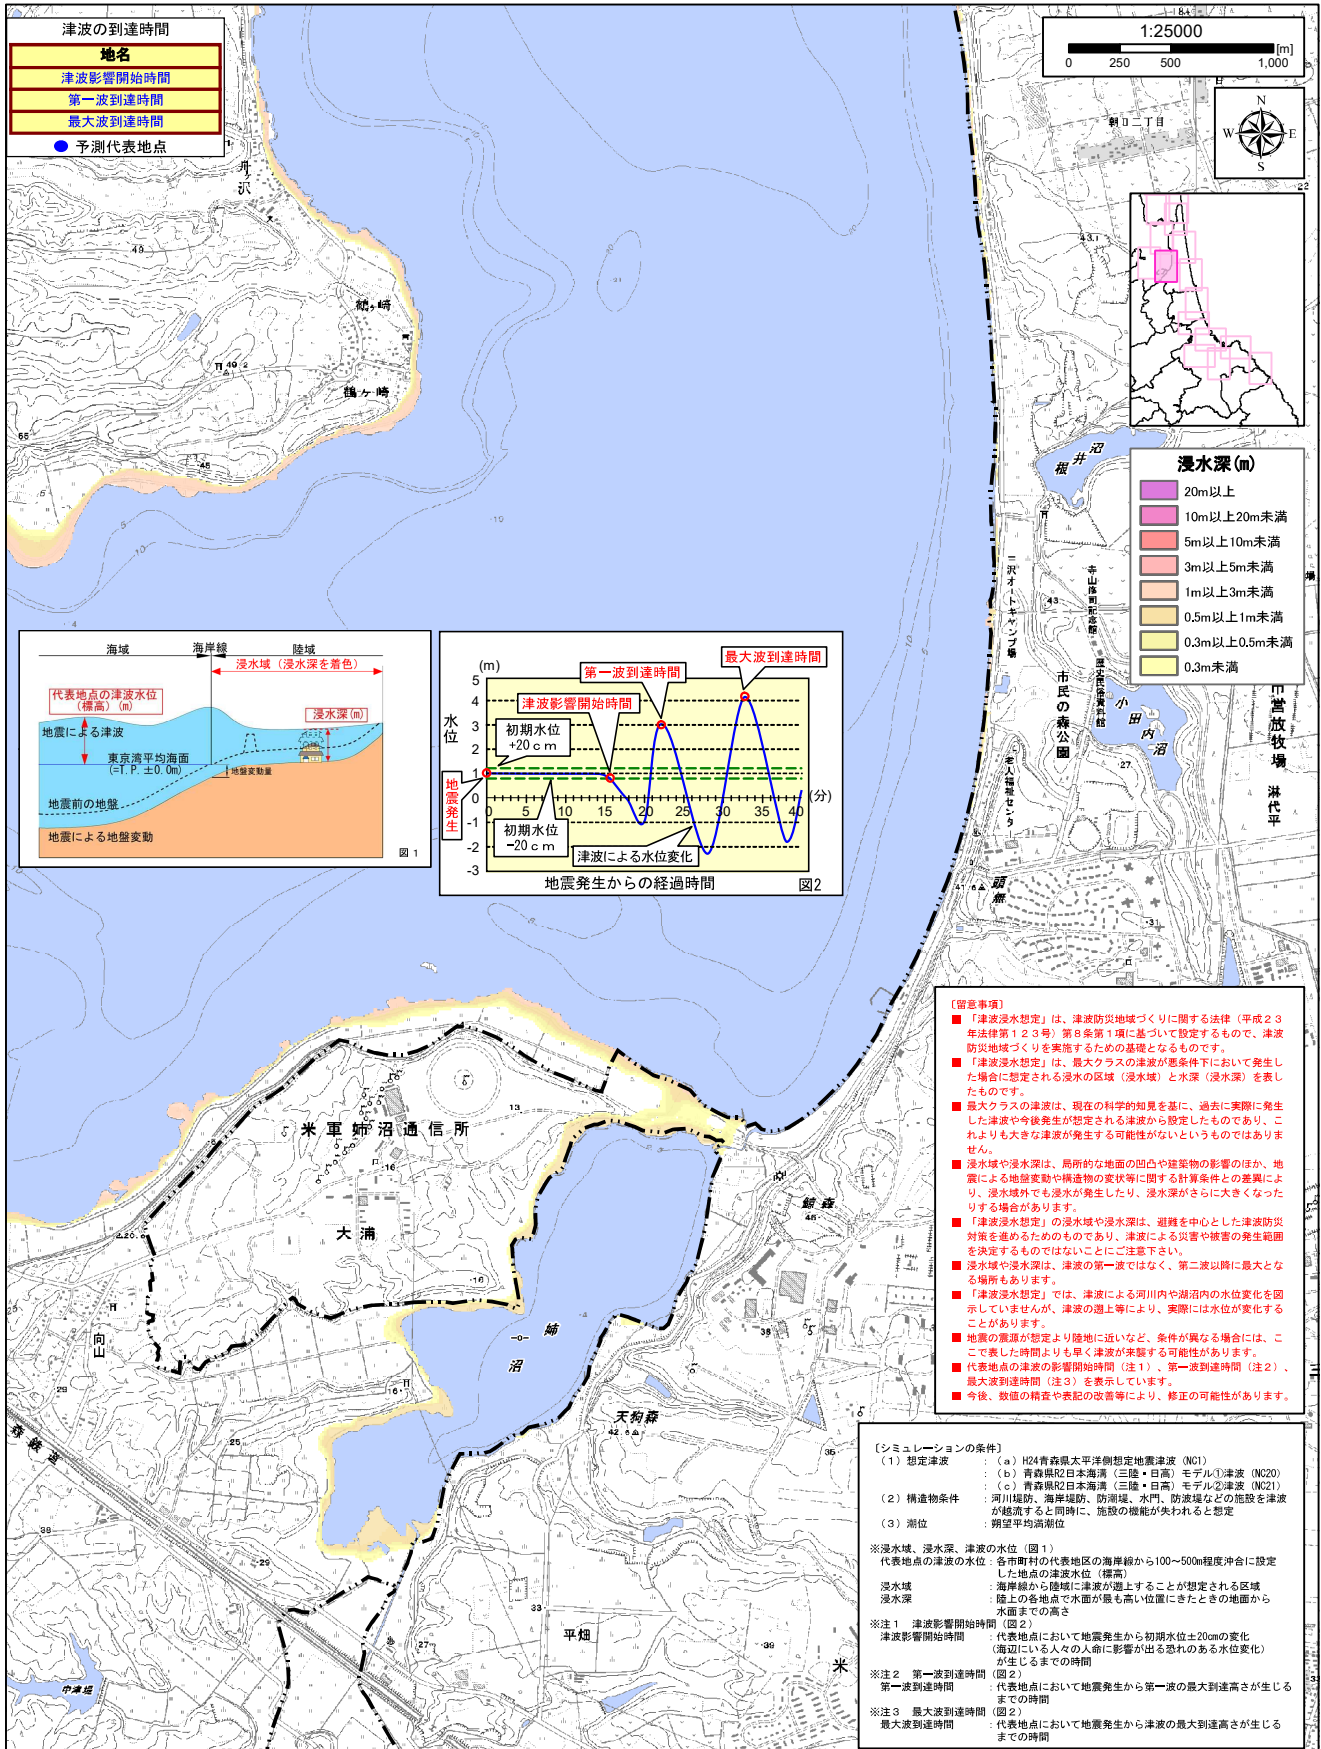 津波の到達時間
地名
津波影響開始時間
第一波到達時間
最大波到達時間
予測代表地点
1:25000
[m]
0 250 500 1,000
N
W E
S
朝日二丁目
22
43.1
49
鶴ヶ崎
鶴ヶ崎
49.2
根井沼
浸水深(m)
20m以上
10m以上20m未満
5m以上10m未満
3m以上5m未満
1m以上3m未満
0.5m以上1m未満
0.3m以上0.5m未満
0.3m未満
三沢オートキャンプ場
寺山修司記念館
歴史民俗資料館
市民の森公園
小田内沼
市営放牧場
淋代平
老人福祉センター
43
27
31
海域
海岸線
陸域
浸水域（浸水深を着色）
代表地点の津波水位
（標高）(m)
浸水深(m)
地震による津波
東京湾平均海面
(=T.P.±0.0m)
地盤変動量
地震前の地盤
地震による地盤変動
図1
(m)
水位
5
4
3
2
1
0
-1
-2
-3
第一波到達時間
最大波到達時間
津波影響開始時間
初期水位
+20cm
地震発生
初期水位
-20cm
津波による水位変化
0 5 10 15 20 25 30 35 40
(分)
地震発生からの経過時間
図2
米軍姉沼通信所
大浦
13
16
16
鯨森
45
姉沼
向山
天狗森
平畑
中津堤
米
38
35
25
29
29
38
33
27
39
〔留意事項〕
■ 「津波浸水想定」は、津波防災地域づくりに関する法律（平成２３
年法律第１２３号）第８条第１項に基づいて設定するもので、津波
防災地域づくりを実施するための基礎となるものです。
■ 「津波浸水想定」は、最大クラスの津波が悪条件下において発生し
た場合に想定される浸水の区域（浸水域）と水深（浸水深）を表し
たものです。
■ 最大クラスの津波は、現在の科学的知見を基に、過去に実際に発生
した津波や今後発生が想定される津波から設定したものであり、こ
れよりも大きな津波が発生する可能性がないというものではありま
せん。
■ 浸水域や浸水深は、局所的な地面の凹凸や建築物の影響のほか、地
震による地盤変動や構造物の変状等に関する計算条件との差異によ
り、浸水域外でも浸水が発生したり、浸水深がさらに大きくなった
りする場合があります。
■ 「津波浸水想定」の浸水域や浸水深は、避難を中心とした津波防災
対策を進めるためのものであり、津波による災害や被害の発生範囲
を決定するものではないことにご注意下さい。
■ 浸水域や浸水深は、津波の第一波ではなく、第二波以降に最大とな
る場所もあります。
■ 「津波浸水想定」では、津波による河川内や湖沼内の水位変化を図
示していませんが、津波の遡上等により、実際には水位が変化する
ことがあります。
■ 地震の震源が想定より陸地に近いなど、条件が異なる場合には、こ
こで表した時間よりも早く津波が来襲する可能性があります。
■ 代表地点の津波の影響開始時間（注１）、第一波到達時間（注２）、
最大波到達時間（注３）を表示しています。
■ 今後、数値の精査や表記の改善等により、修正の可能性があります。
〔シミュレーションの条件〕
（１）想定津波 ：（a）H24青森県太平洋側想定地震津波（NC1）
：（b）青森県R2日本海溝（三陸・日高）モデル①津波（NC20）
：（c）青森県R2日本海溝（三陸・日高）モデル②津波（NC21）
（２）構造物条件 ：河川堤防、海岸堤防、防潮堤、水門、防波堤などの施設を津波
が越流すると同時に、施設の機能が失われると想定
（３）潮位 ：朔望平均満潮位
※浸水域、浸水深、津波の水位（図１）
代表地点の津波の水位：各市町村の代表地区の海岸線から100～500m程度沖合に設定
した地点の津波水位（標高）
浸水域 ：海岸線から陸域に津波が遡上することが想定される区域
浸水深 ：陸上の各地点で水面が最も高い位置にきたときの地面から
水面までの高さ
※注１ 津波影響開始時間（図２）
津波影響開始時間 ：代表地点において地震発生から初期水位±20cmの変化
（海辺にいる人々の人命に影響が出る恐れのある水位変化）
が生じるまでの時間
※注２ 第一波到達時間（図２）
第一波到達時間 ：代表地点において地震発生から第一波の最大到達高さが生じる
までの時間
※注３ 最大波到達時間（図２）
最大波到達時間 ：代表地点において地震発生から津波の最大到達高さが生じる
までの時間